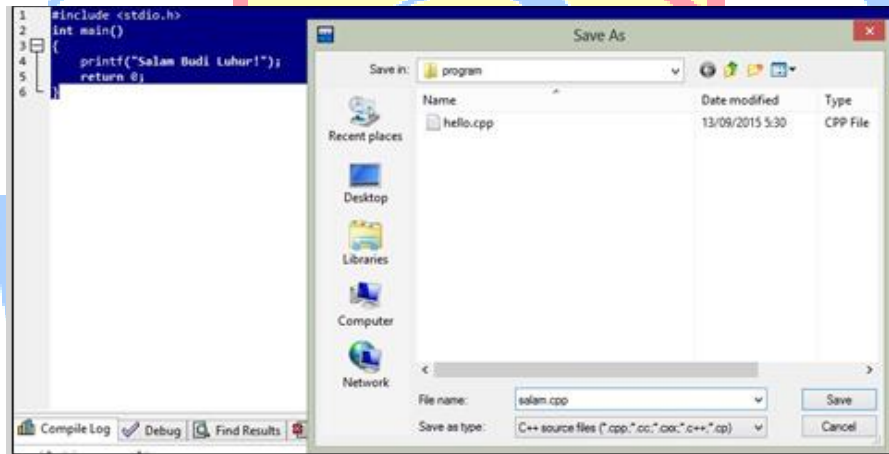 1 #include <stdio.h>
2 int main()
3 {
4 printf("Salam Budi Luhur!");
5 return 0;
6 }
Save As
Save in: program
Name Date modified Type
hello.cpp 13/09/2015 5:30 CPP File
Recent places
Desktop
Libraries
Computer
Network
File name: salam.cpp Save
Save as type: C++ source files (*.cpp;*.cc;*.cxx;*.c++;*.cp) Cancel
Compile Log Debug Find Results